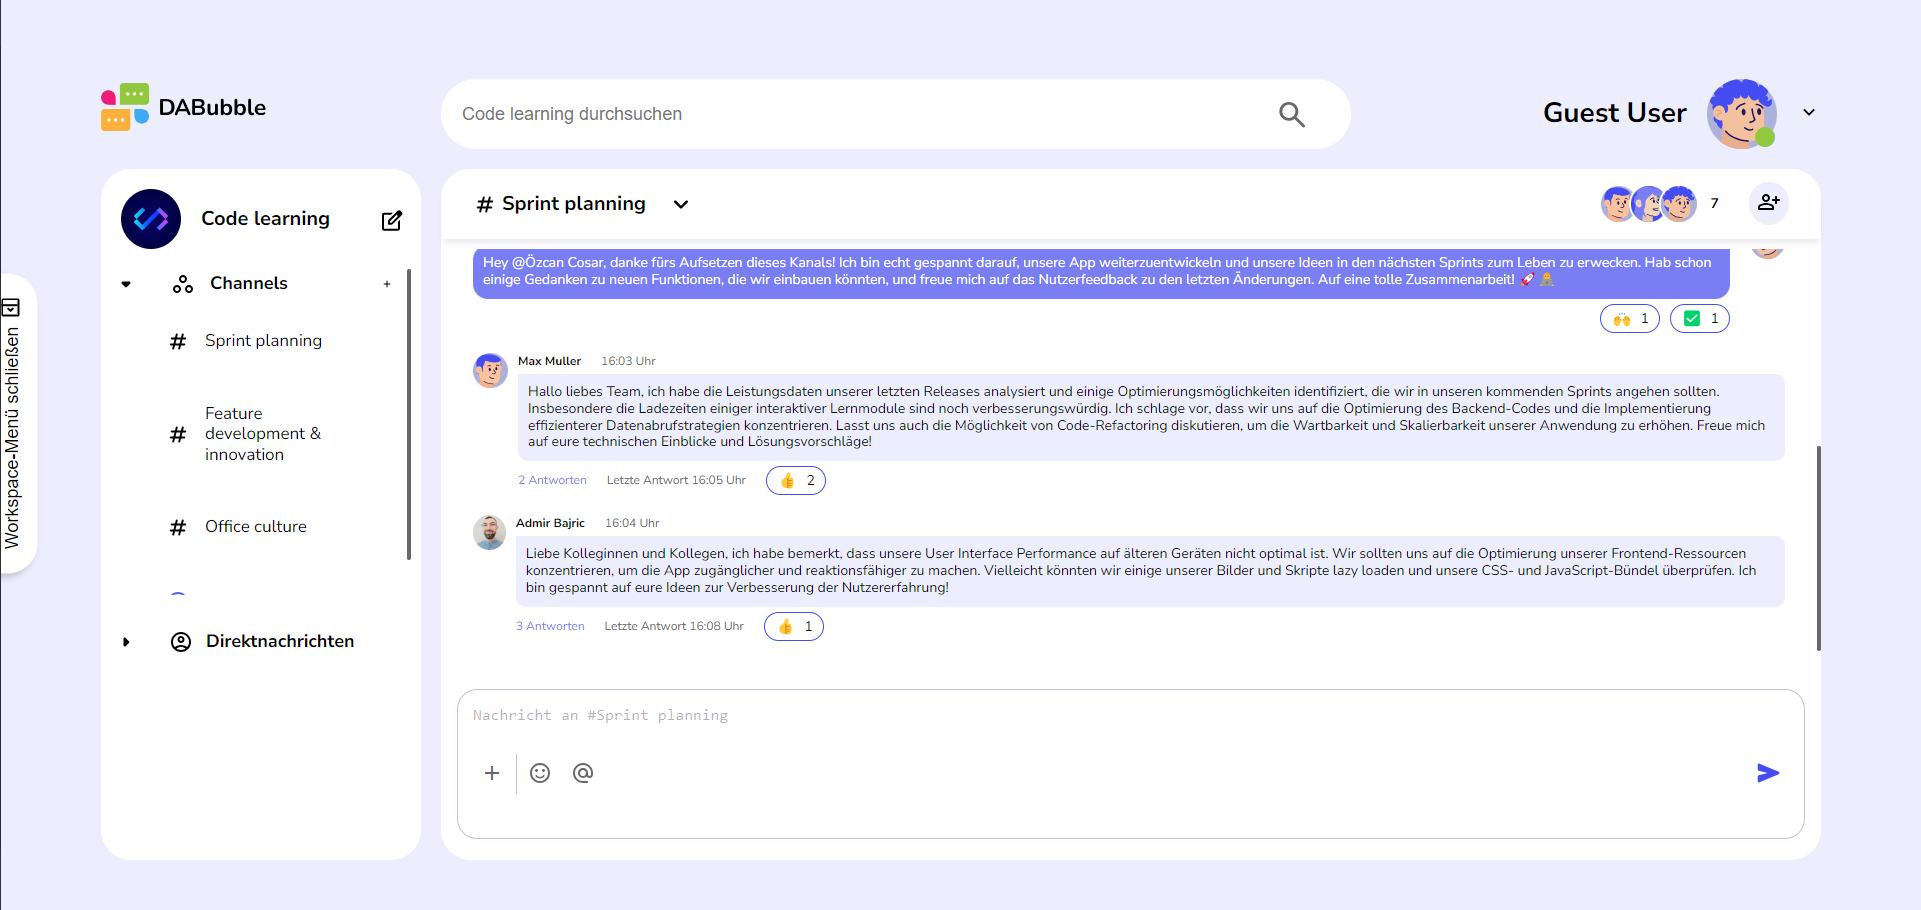 DABubble
Code learning durchsuchen
Guest User
Workspace-Menü schließen
Code learning
Channels
+
# Sprint planning
# Feature
development &
innovation
# Office culture
Direktnachrichten
# Sprint planning
7
Hey @Özcan Cosar, danke fürs Aufsetzen dieses Kanals! Ich bin echt gespannt darauf, unsere App weiterzuentwickeln und unsere Ideen in den nächsten Sprints zum Leben zu erwecken. Hab schon
einige Gedanken zu neuen Funktionen, die wir einbauen könnten, und freue mich auf das Nutzerfeedback zu den letzten Änderungen. Auf eine tolle Zusammenarbeit! 🚀
🙌 1 ✅ 1
Max Muller 16:03 Uhr
Hallo liebes Team, ich habe die Leistungsdaten unserer letzten Releases analysiert und einige Optimierungsmöglichkeiten identifiziert, die wir in unseren kommenden Sprints angehen sollten.
Insbesondere die Ladezeiten einiger interaktiver Lernmodule sind noch verbesserungswürdig. Ich schlage vor, dass wir uns auf die Optimierung des Backend-Codes und die Implementierung
effizienterer Datenabrufstrategien konzentrieren. Lasst uns auch die Möglichkeit von Code-Refactoring diskutieren, um die Wartbarkeit und Skalierbarkeit unserer Anwendung zu erhöhen. Freue mich
auf eure technischen Einblicke und Lösungsvorschläge!
2 Antworten Letzte Antwort 16:05 Uhr 👍 2
Admir Bajric 16:04 Uhr
Liebe Kolleginnen und Kollegen, ich habe bemerkt, dass unsere User Interface Performance auf älteren Geräten nicht optimal ist. Wir sollten uns auf die Optimierung unserer Frontend-Ressourcen
konzentrieren, um die App zugänglicher und reaktionsfähiger zu machen. Vielleicht könnten wir einige unserer Bilder und Skripte lazy loaden und unsere CSS- und JavaScript-Bündel überprüfen. Ich
bin gespannt auf eure Ideen zur Verbesserung der Nutzererfahrung!
3 Antworten Letzte Antwort 16:08 Uhr 👍 1
Nachricht an #Sprint planning
+ @